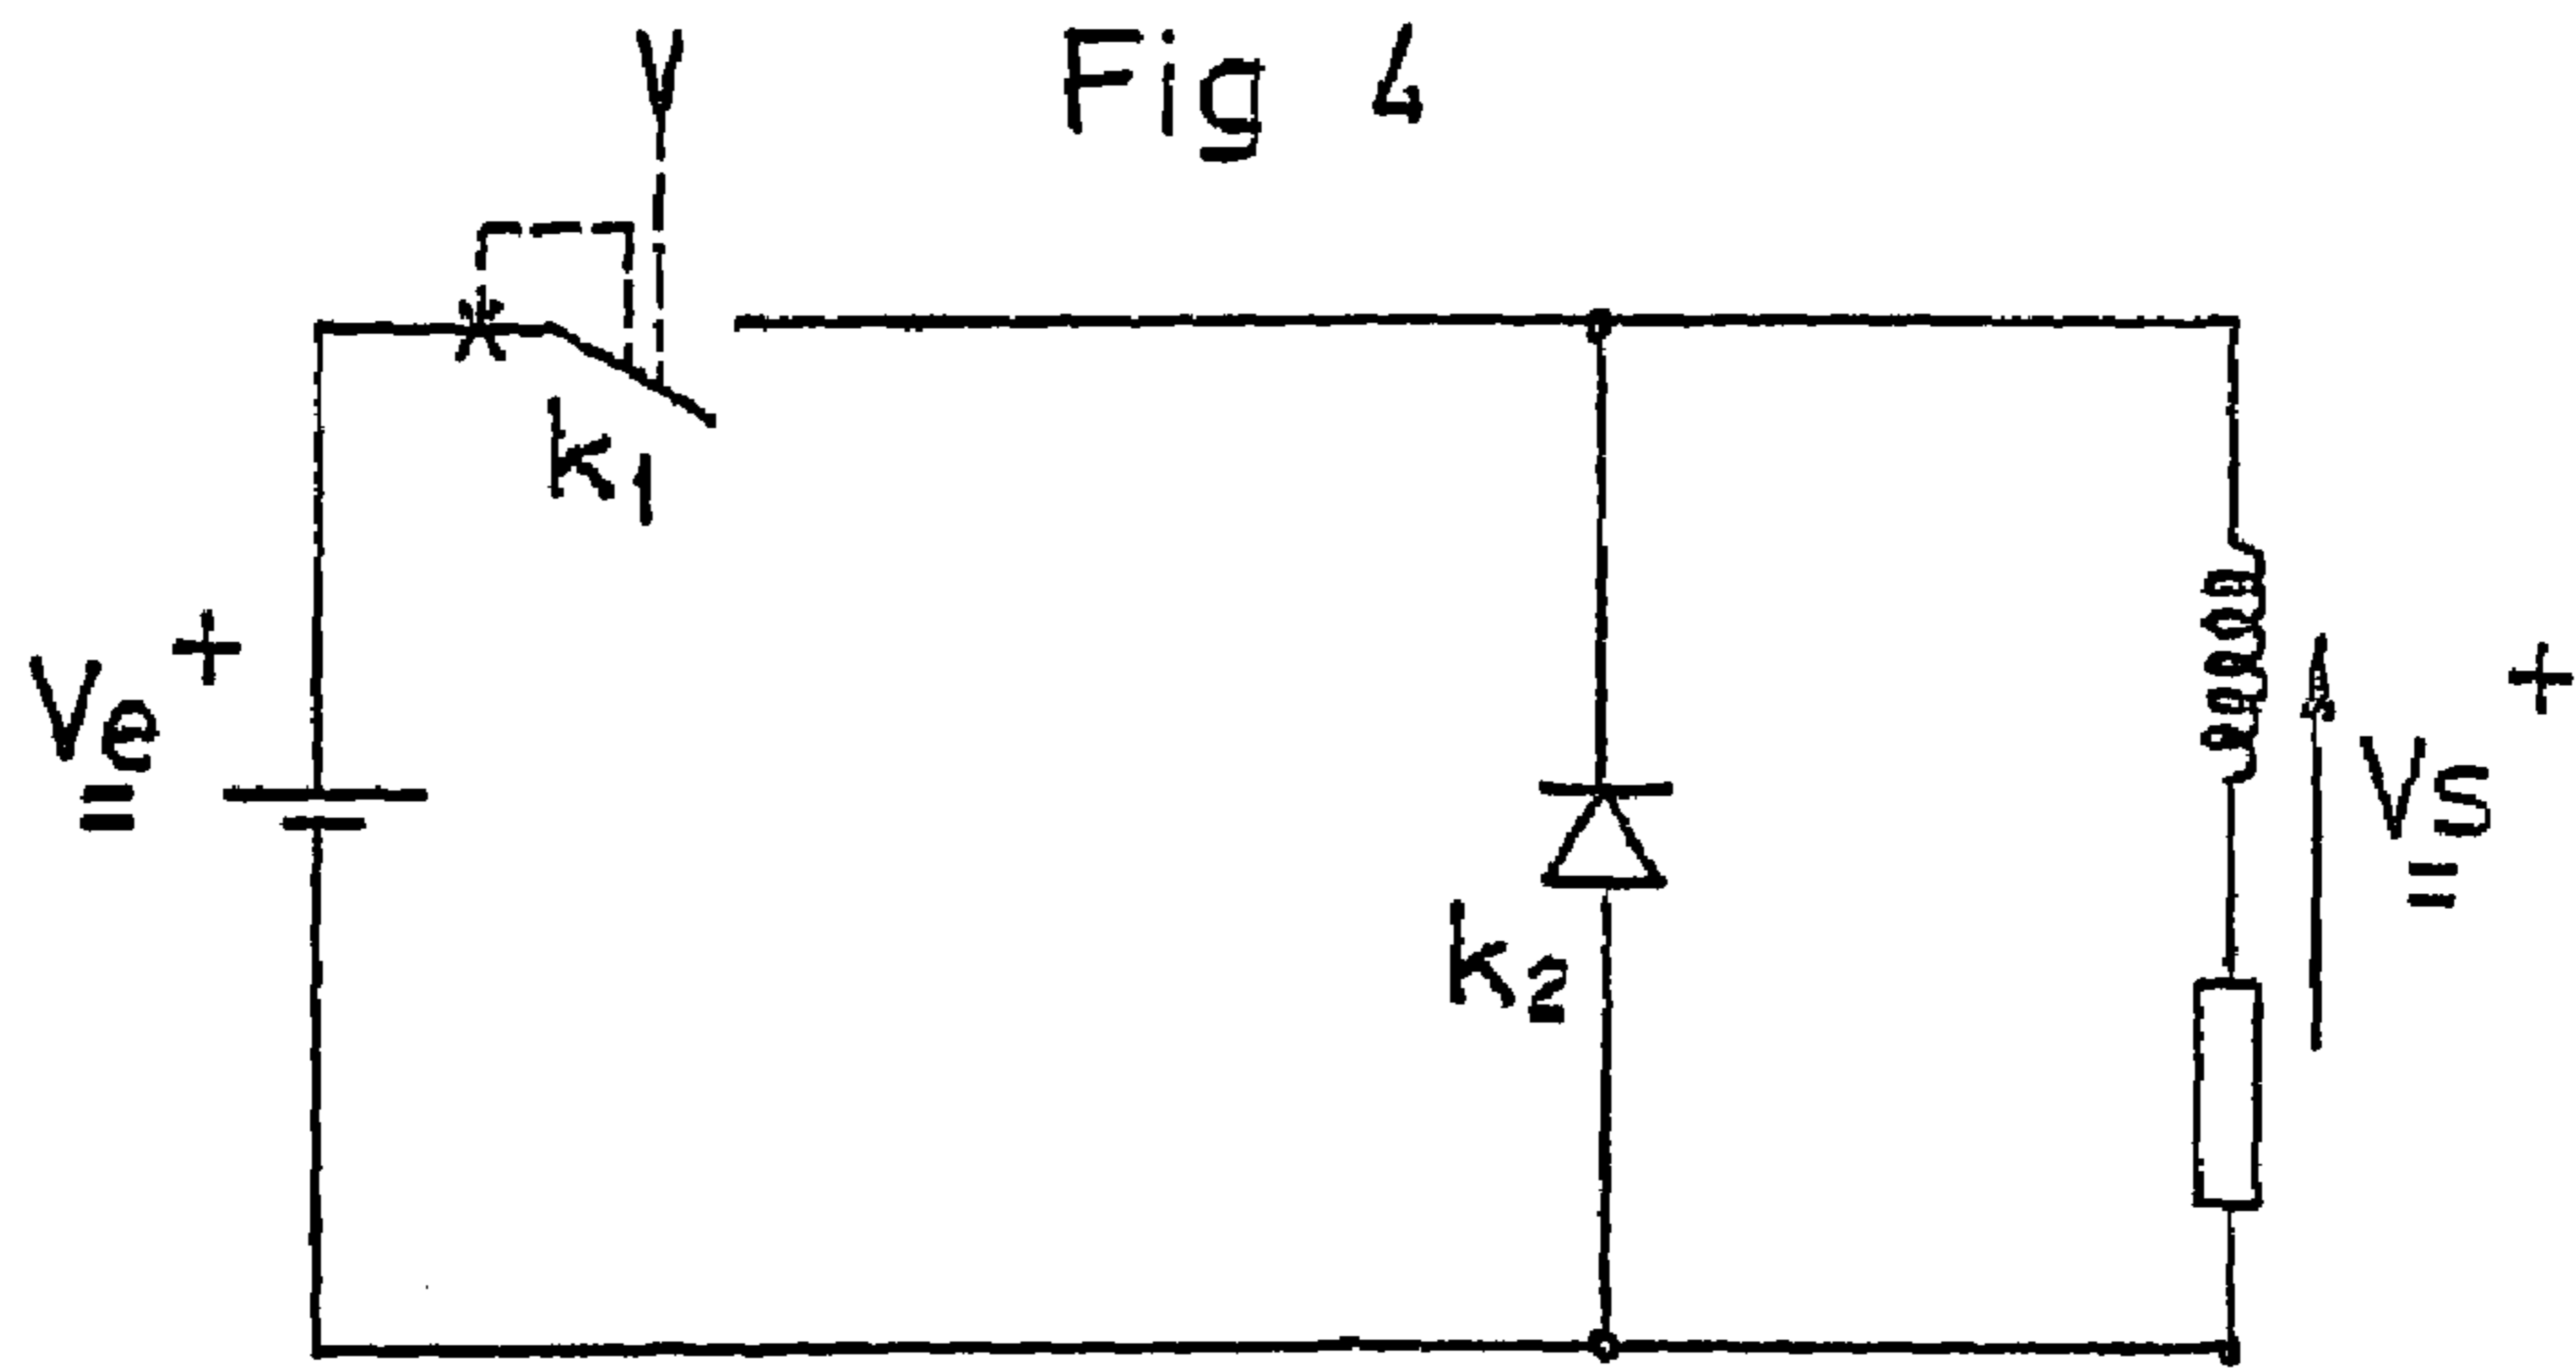 Fig 4
k1
Ve +
=
k2
Vs +
=